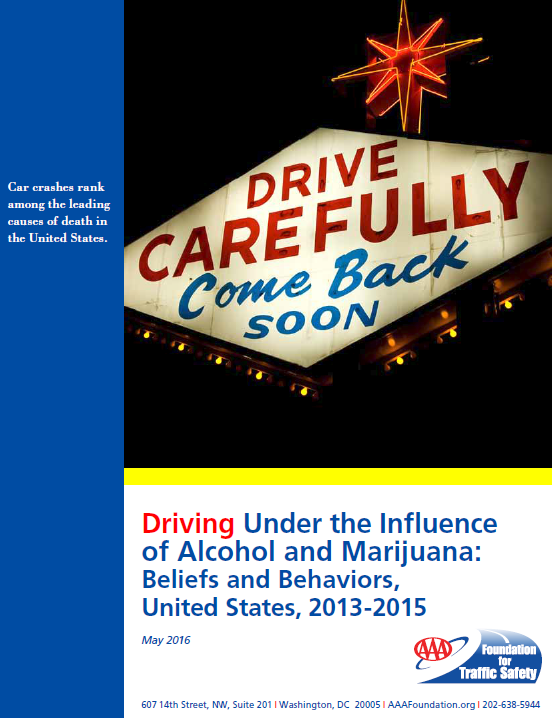 Car crashes rank
among the leading
causes of death in
the United States.
DRIVE
CAREFULLY
Come Back
SOON
Driving Under the Influence
of Alcohol and Marijuana:
Beliefs and Behaviors,
United States, 2013-2015
May 2016
AAA
Foundation
for
Traffic Safety
607 14th Street, NW, Suite 201 | Washington, DC 20005 | AAAFoundation.org | 202-638-5944